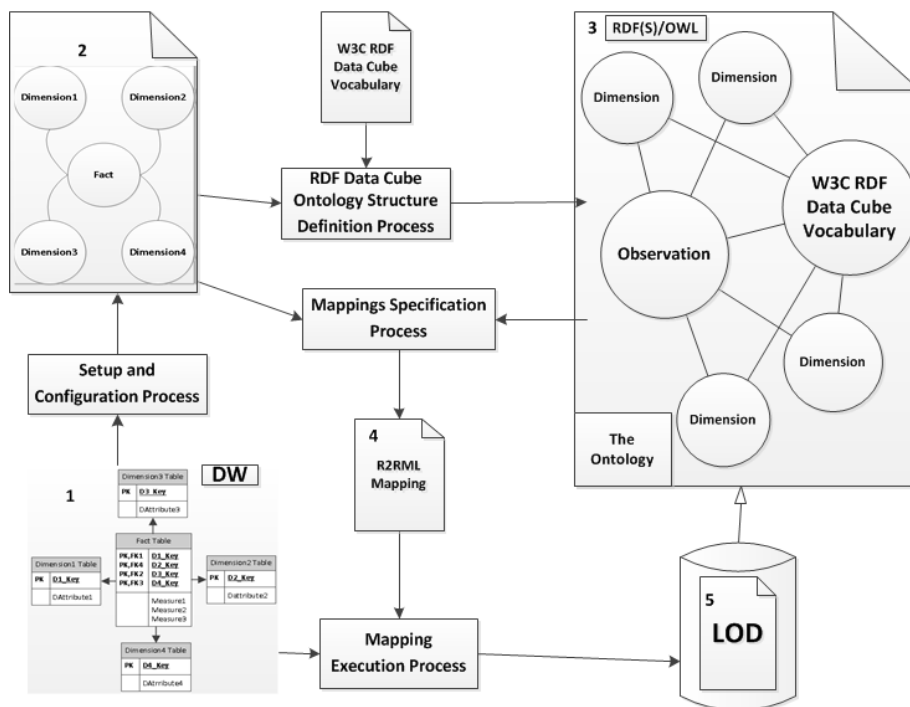 2
Dimension1
Dimension2
Fact
Dimension3
Dimension4
W3C RDF
Data Cube
Vocabulary
RDF Data Cube
Ontology Structure
Definition Process
3
RDF(S)/OWL
Dimension
Dimension
W3C RDF
Data Cube
Vocabulary
Observation
Dimension
Dimension
The
Ontology
Mappings Specification
Process
Setup and
Configuration Process
4
R2RML
Mapping
1
DW
Dimension3 Table
PK D3_Key
DAttribute3
Fact Table
PK,FK1 D1_Key
PK,FK4 D2_Key
PK,FK2 D3_Key
PK,FK3 D4_Key
Measure1
Measure2
Measure3
Dimension1 Table
PK D1_Key
DAttribute1
Dimension2 Table
PK D2_Key
Dattribute2
Dimension4 Table
PK D4_Key
DAttribute4
Mapping
Execution Process
5
LOD